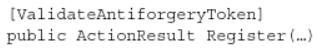 [ValidateAntiforgeryToken]
public ActionResult Register(…)